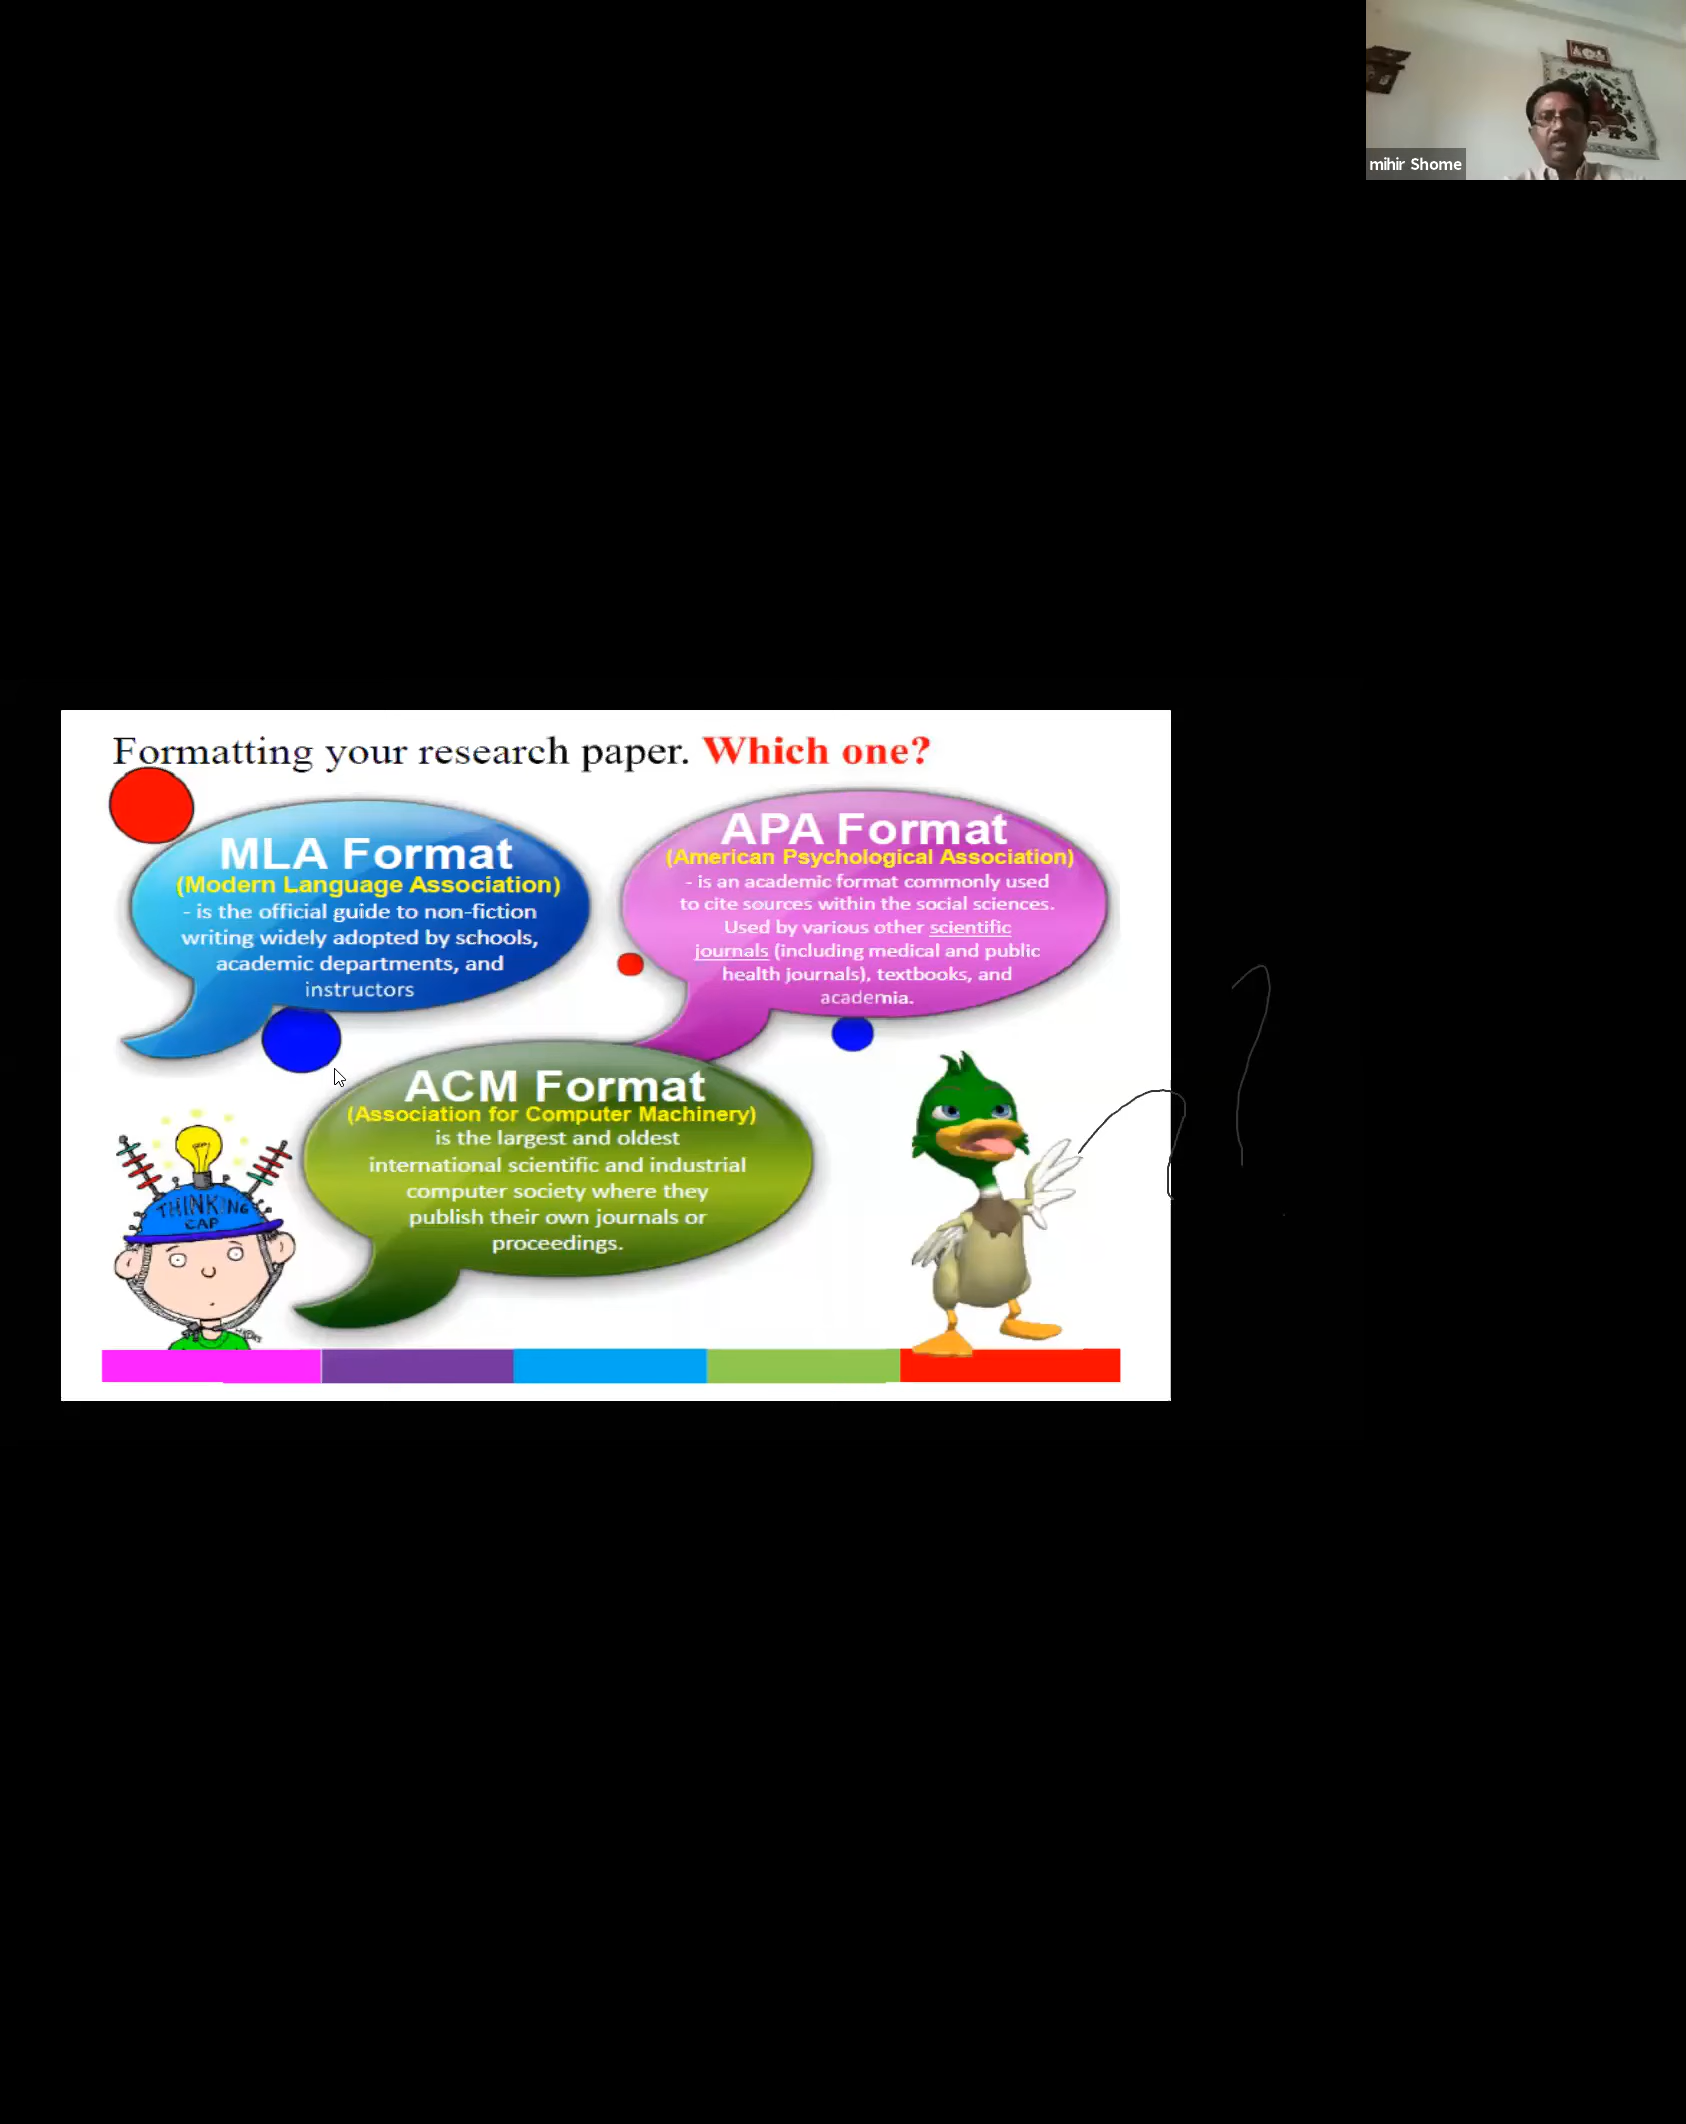 mihir Shome
Formatting your research paper. Which one?
MLA Format
(Modern Language Association)
- is the official guide to non-fiction
writing widely adopted by schools,
academic departments, and
instructors
APA Format
(American Psychological Association)
- is an academic format commonly used
to cite sources within the social sciences.
Used by various other scientific
journals (including medical and public
health journals), textbooks, and
academia.
ACM Format
(Association for Computer Machinery)
is the largest and oldest
international scientific and industrial
computer society where they
publish their own journals or
proceedings.
THINKING
CAP